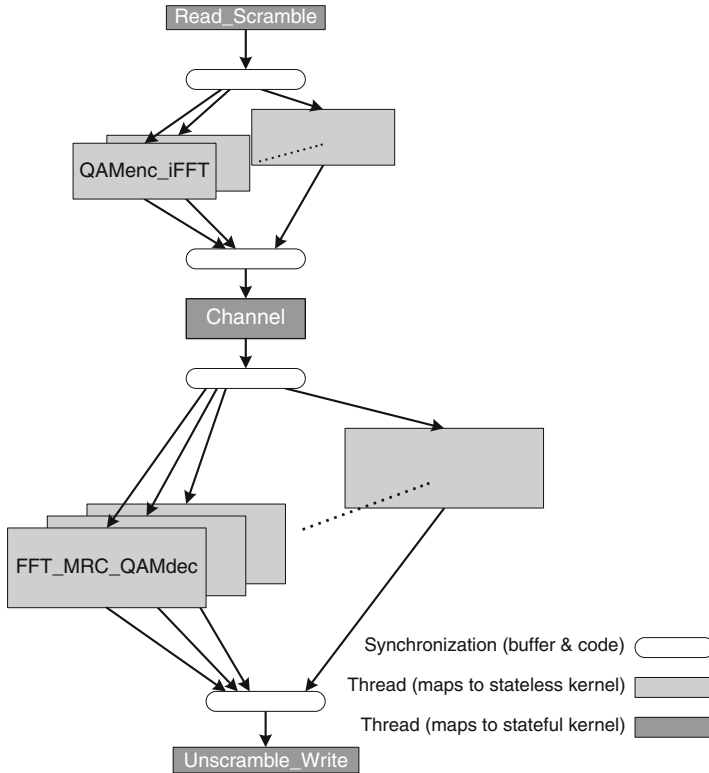 Read_Scramble
QAMenc_iFFT
Channel
FFT_MRC_QAMdec
Synchronization (buffer & code)
Thread (maps to stateless kernel)
Thread (maps to stateful kernel)
Unscramble_Write